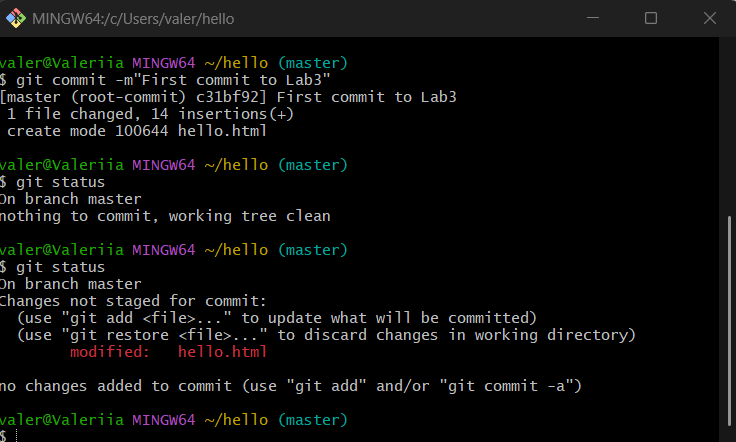 MINGW64:/c/Users/valer/hello
valer@Valeriia MINGW64 ~/hello (master)
$ git commit -m"First commit to Lab3"
[master (root-commit) c31bf92] First commit to Lab3
1 file changed, 14 insertions(+)
create mode 100644 hello.html
valer@Valeriia MINGW64 ~/hello (master)
$ git status
On branch master
nothing to commit, working tree clean
valer@Valeriia MINGW64 ~/hello (master)
$ git status
On branch master
Changes not staged for commit:
(use "git add <file>..." to update what will be committed)
(use "git restore <file>..." to discard changes in working directory)
modified: hello.html
no changes added to commit (use "git add" and/or "git commit -a")
valer@Valeriia MINGW64 ~/hello (master)
$